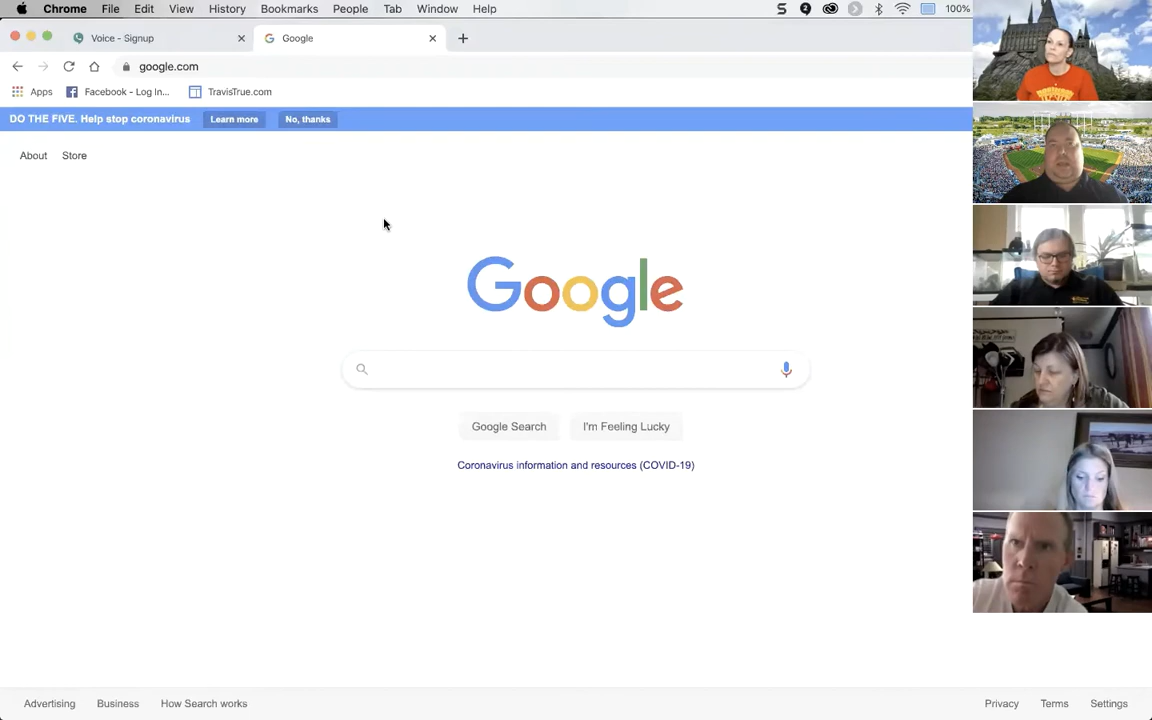 Chrome File Edit View History Bookmarks People Tab Window Help S 2 100%
Voice - Signup Google
google.com
Apps Facebook - Log In... TravisTrue.com
DO THE FIVE. Help stop coronavirus Learn more No, thanks
About Store
Google
Google Search I'm Feeling Lucky
Coronavirus information and resources (COVID-19)
Advertising Business How Search works Privacy Terms Settings